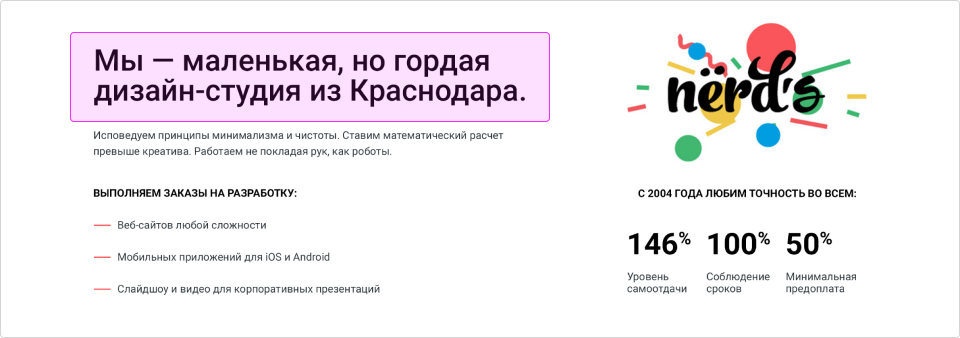 Мы — маленькая, но гордая
дизайн-студия из Краснодара.
Исповедуем принципы минимализма и чистоты. Ставим математический расчет
превыше креатива. Работаем не покладая рук, как роботы.
ВЫПОЛНЯЕМ ЗАКАЗЫ НА РАЗРАБОТКУ:
— Веб-сайтов любой сложности
— Мобильных приложений для iOS и Android
— Слайдшоу и видео для корпоративных презентаций
nёrd's
С 2004 ГОДА ЛЮБИМ ТОЧНОСТЬ ВО ВСЕМ:
146% 100% 50%
Уровень Соблюдение Минимальная
самоотдачи сроков предоплата